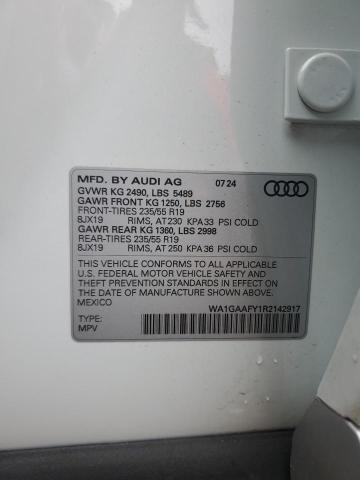 MFD. BY AUDI AG 07 24
GVWR KG 2490, LBS 5489
GAWR FRONT KG 1250, LBS 2756
FRONT-TIRES 235/55 R19
8JX19 RIMS, AT 230 KPA 33 PSI COLD
GAWR REAR KG 1360, LBS 2998
REAR-TIRES 235/55 R19
8JX19 RIMS, AT 250 KPA 36 PSI COLD
THIS VEHICLE CONFORMS TO ALL APPLICABLE
U.S. FEDERAL MOTOR VEHICLE SAFETY AND
THEFT PREVENTION STANDARDS IN EFFECT ON
THE DATE OF MANUFACTURE SHOWN ABOVE.
MEXICO
WA1GAAFY1R2142917
TYPE:
MPV